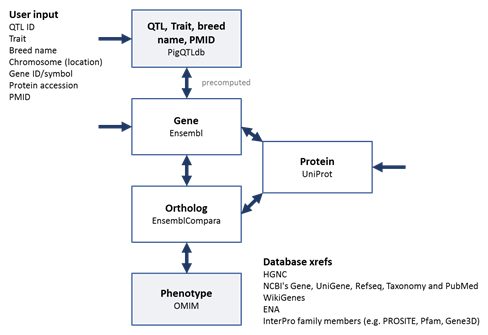 User input
QTL ID
Trait
Breed name
Chromosome (location)
Gene ID/symbol
Protein accession
PMID
QTL, Trait, breed
name, PMID
PigQTLdb
precomputed
Gene
Ensembl
Protein
UniProt
Ortholog
EnsemblCompara
Phenotype
OMIM
Database xrefs
HGNC
NCBI's Gene, UniGene, Refseq, Taxonomy and PubMed
WikiGenes
ENA
InterPro family members (e.g. PROSITE, Pfam, Gene3D)